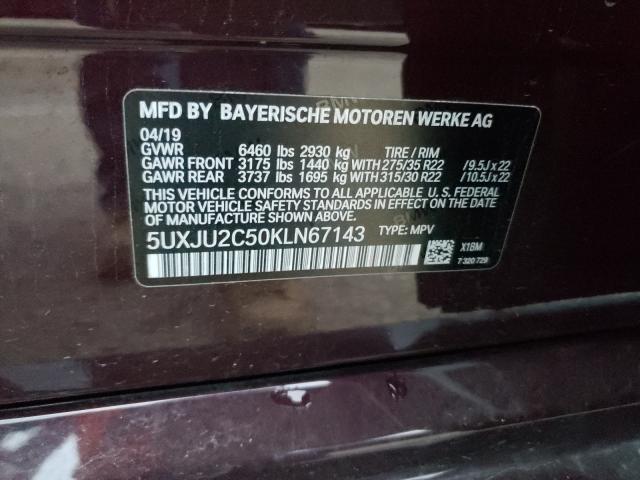 MFD BY BAYERISCHE MOTOREN WERKE AG
04/19
GVWR 6460 lbs 2930 kg TIRE / RIM
GAWR FRONT 3175 lbs 1440 kg WITH 275/35 R22 /9.5J x 22
GAWR REAR 3737 lbs 1695 kg WITH 315/30 R22 /10.5J x 22
THIS VEHICLE CONFORMS TO ALL APPLICABLE U. S. FEDERAL
MOTOR VEHICLE SAFETY STANDARDS IN EFFECT ON THE
DATE OF MANUFACTURE SHOWN ABOVE.
5UXJU2C50KLN67143 TYPE: MPV
X1BM
7 320 729